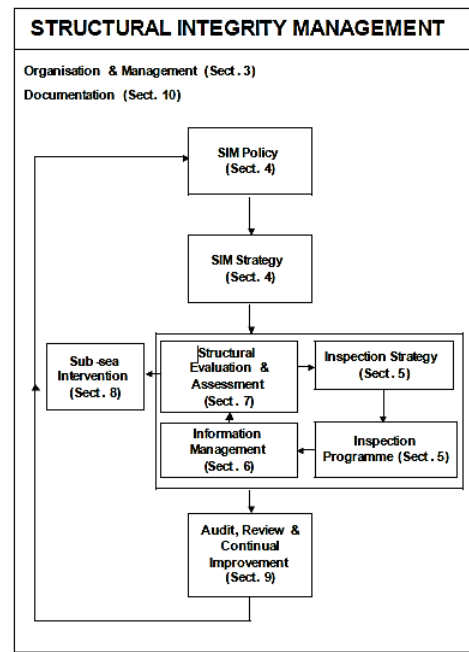 STRUCTURAL INTEGRITY MANAGEMENT
Organisation & Management (Sect. 3)
Documentation (Sect. 10)
SIM Policy
(Sect. 4)
SIM Strategy
(Sect. 4)
Sub-sea
Intervention
(Sect. 8)
Structural
Evaluation &
Assessment
(Sect. 7)
Inspection Strategy
(Sect. 5)
Information
Management
(Sect. 6)
Inspection
Programme (Sect. 5)
Audit, Review &
Continual
Improvement
(Sect. 9)